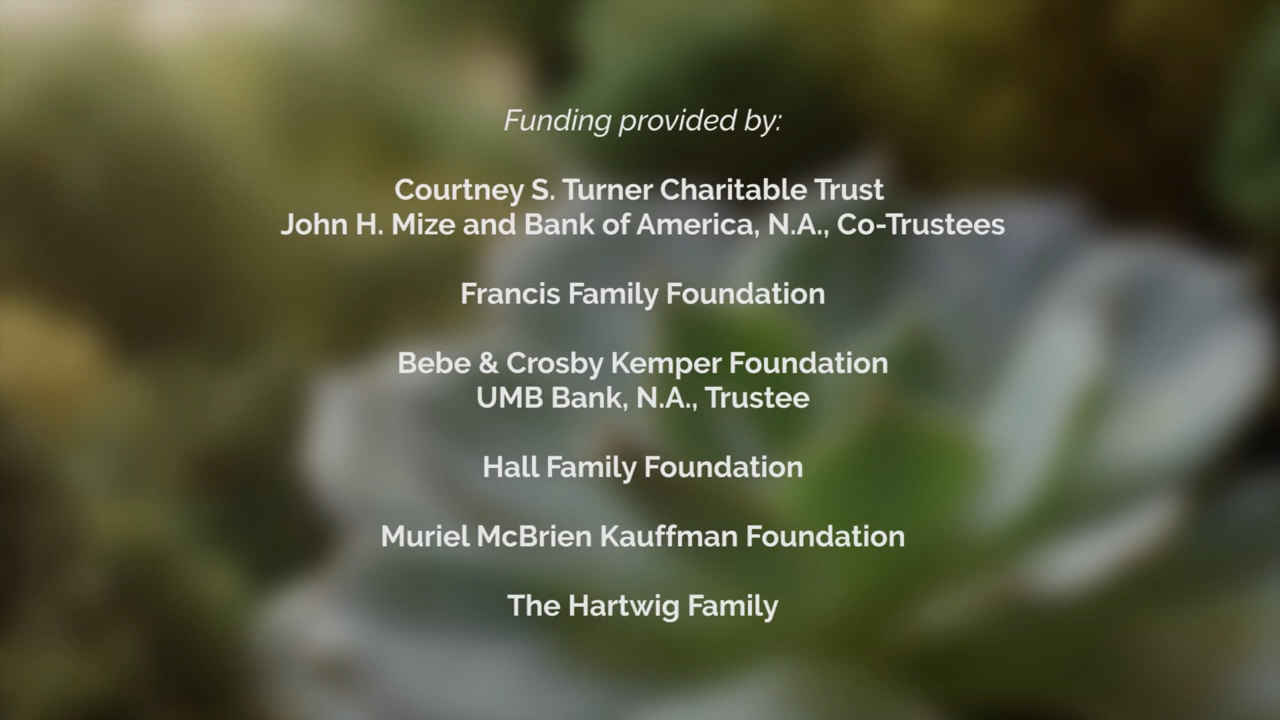 Funding provided by:
Courtney S. Turner Charitable Trust
John H. Mize and Bank of America, N.A., Co-Trustees
Francis Family Foundation
Bebe & Crosby Kemper Foundation
UMB Bank, N.A., Trustee
Hall Family Foundation
Muriel McBrien Kauffman Foundation
The Hartwig Family